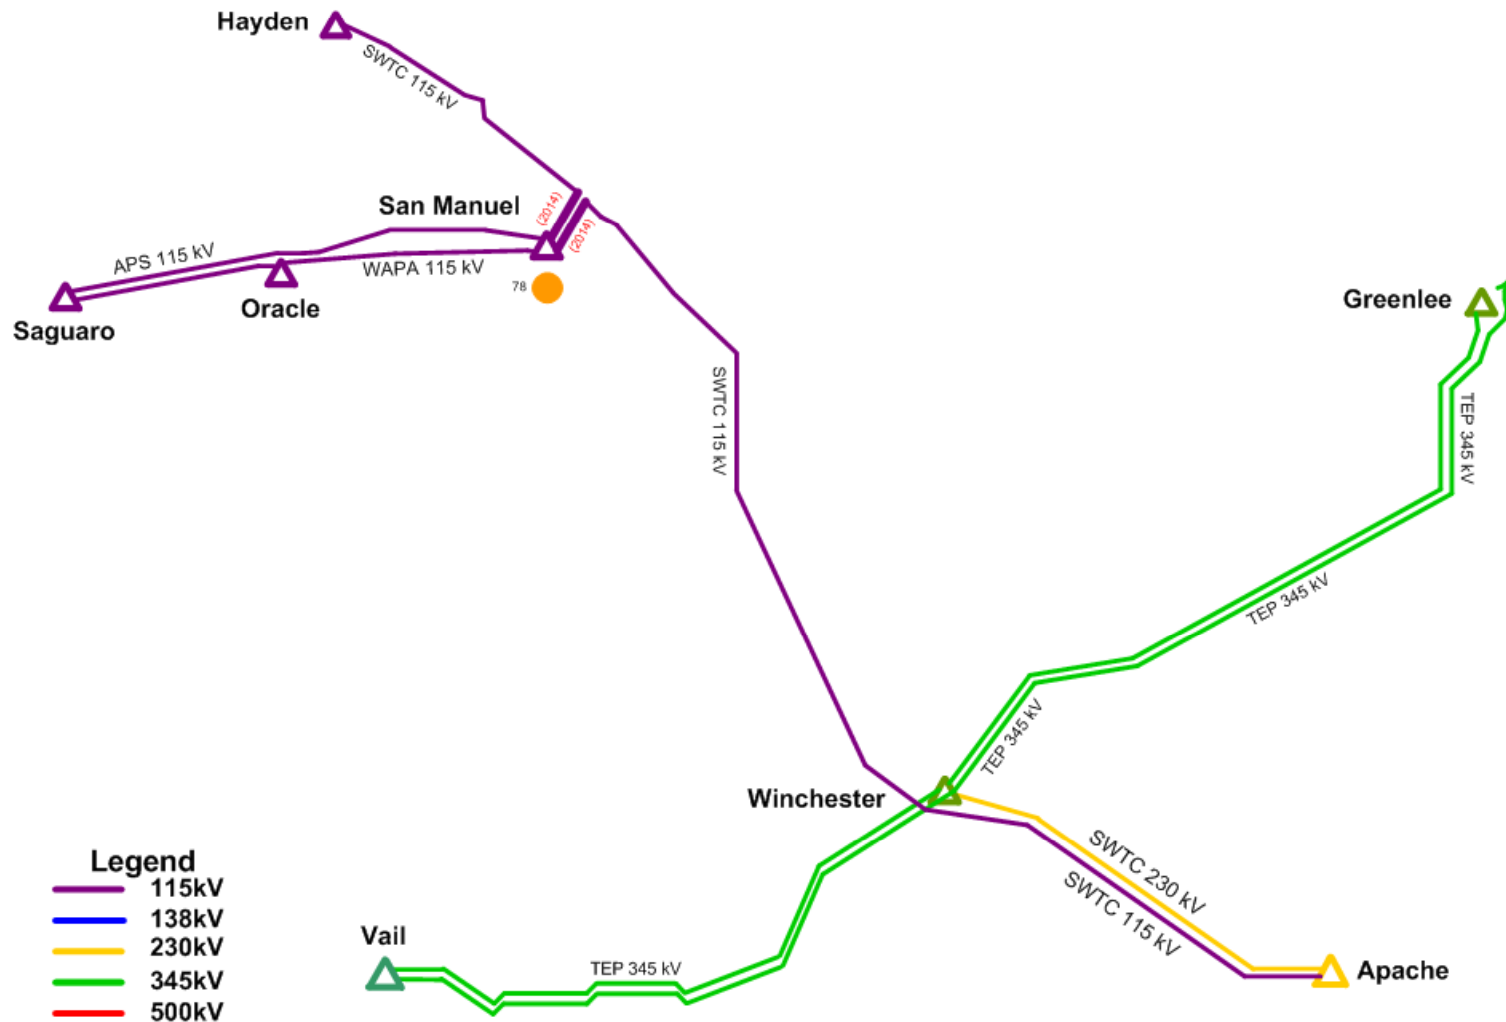 Hayden
SWTC 115 kV
San Manuel
(2014)
(2014)
APS 115 kV
WAPA 115 kV
78
Oracle
Saguaro
Greenlee
SWTC 115 kV
TEP 345 kV
TEP 345 kV
TEP 345 kV
Winchester
SWTC 230 kV
SWTC 115 kV
Vail
TEP 345 kV
Apache
Legend
115kV
138kV
230kV
345kV
500kV